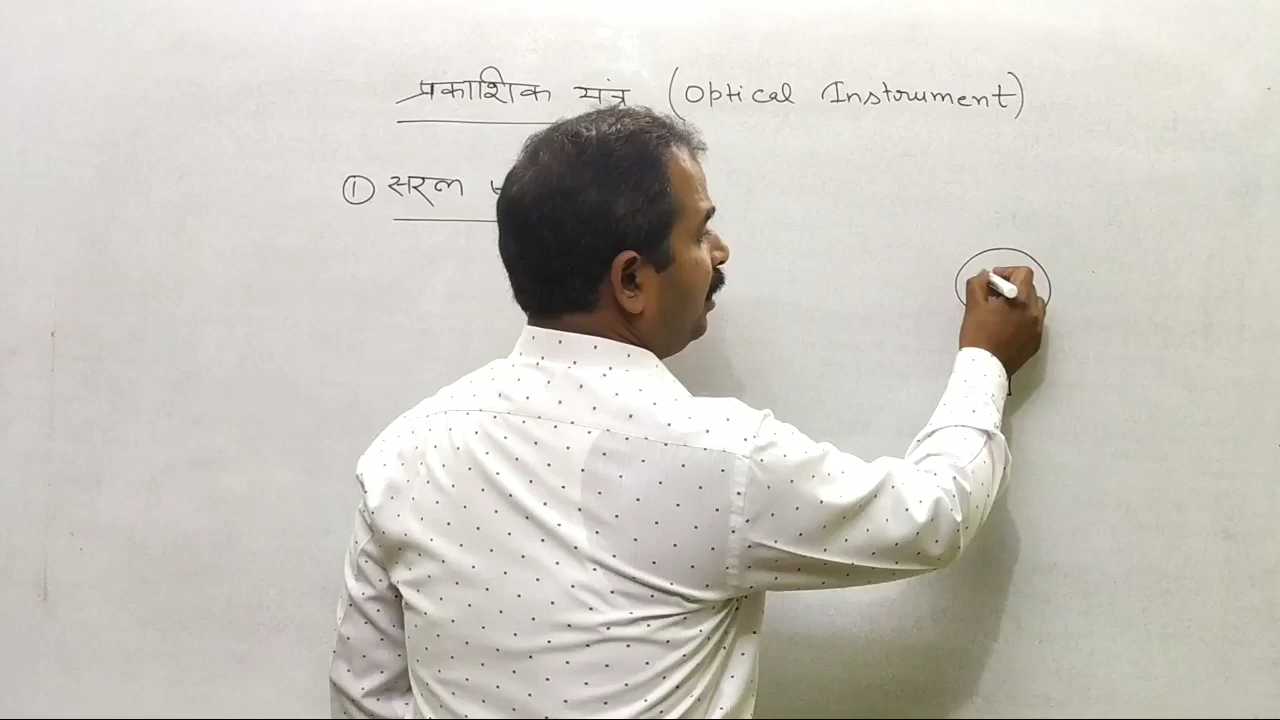 प्रकाशिक यंत्र (Optical Instrument)
① सरल